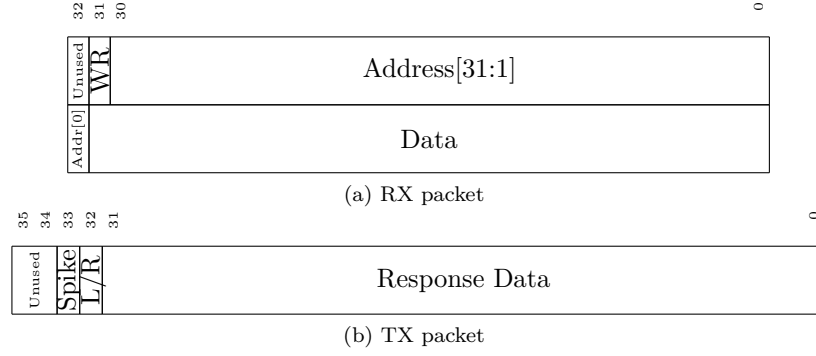 32 31 30 0
Unused WR Address[31:1]
Addr[0] Data
(a) RX packet
35 34 33 32 31 0
Unused Spike L/R Response Data
(b) TX packet